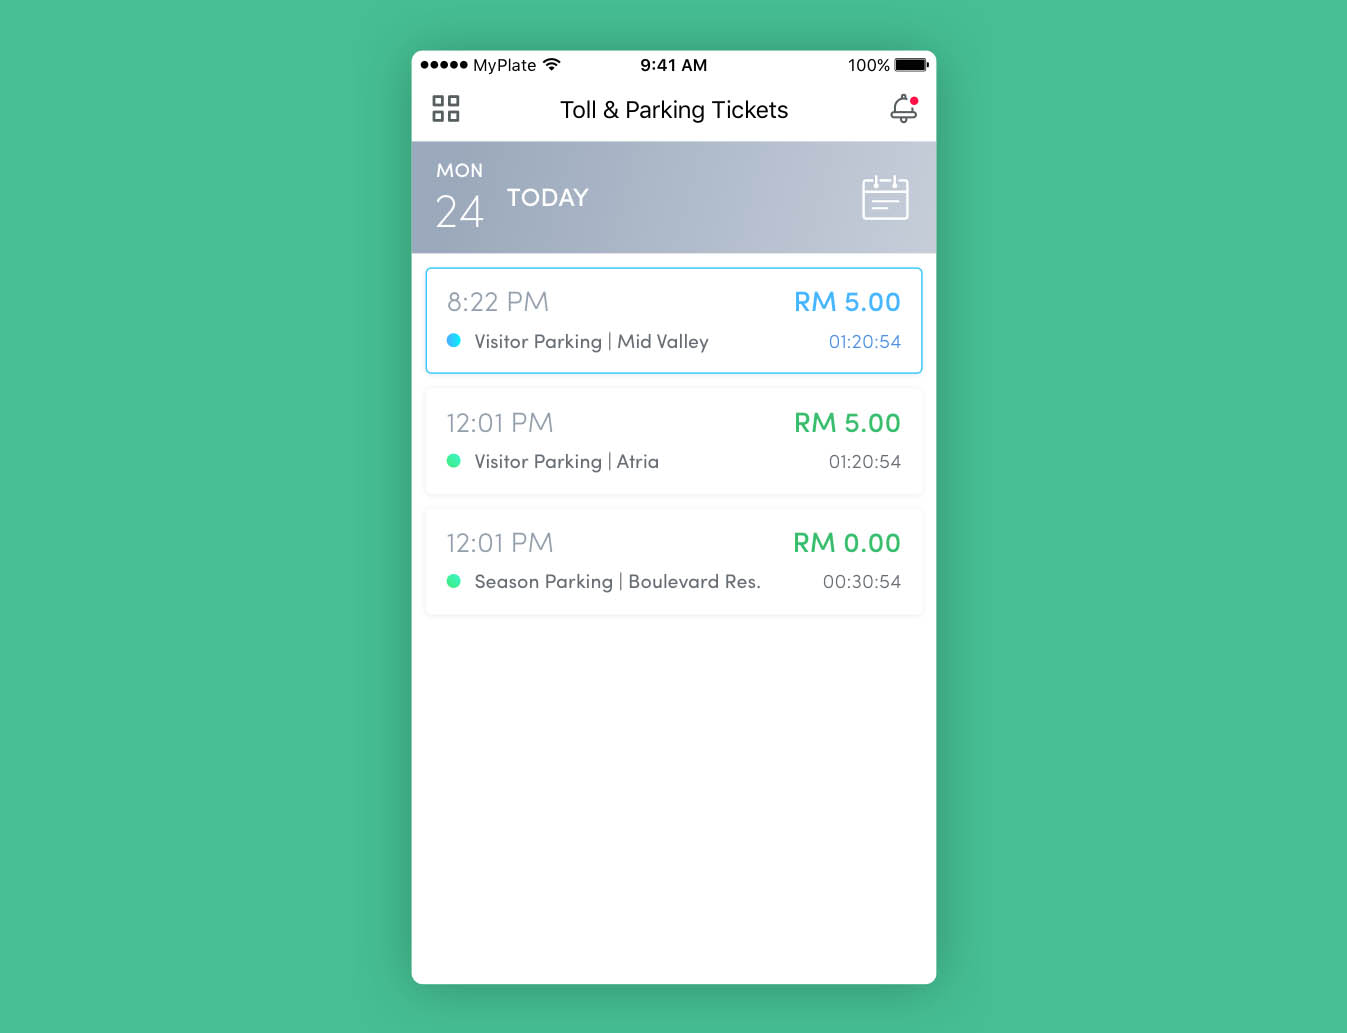 MyPlate 9:41 AM 100%
Toll & Parking Tickets
MON
24 TODAY
8:22 PM RM 5.00
Visitor Parking | Mid Valley 01:20:54
12:01 PM RM 5.00
Visitor Parking | Atria 01:20:54
12:01 PM RM 0.00
Season Parking | Boulevard Res. 00:30:54